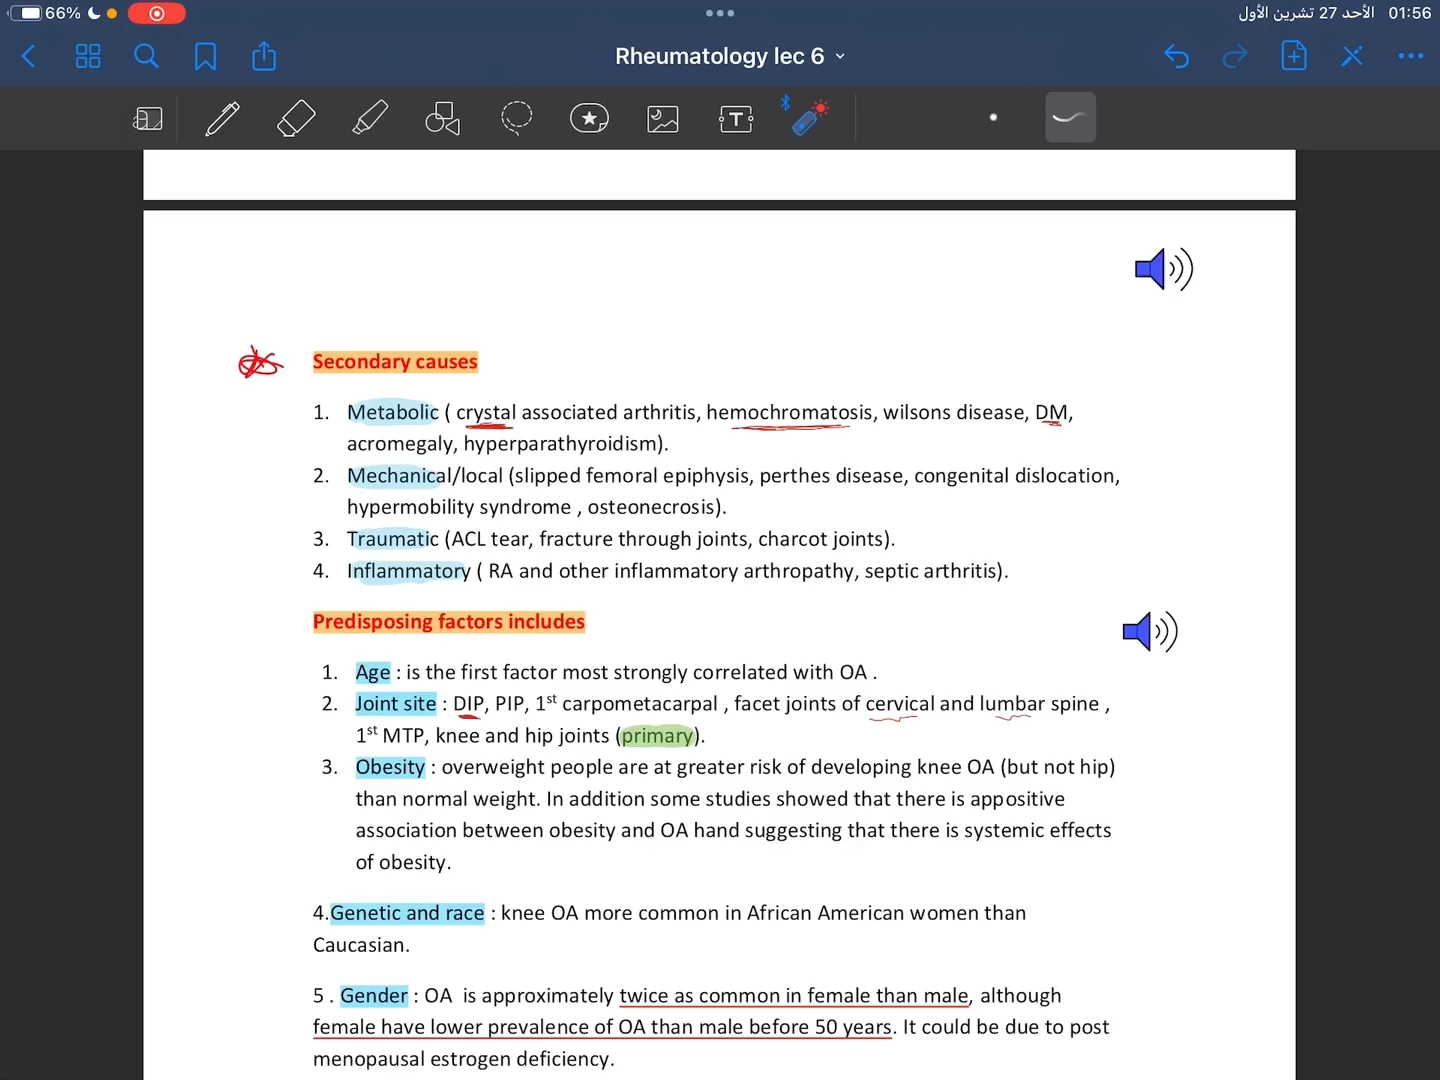 66%
الأحد 27 تشرين الأول 01:56
Rheumatology lec 6
Secondary causes
1. Metabolic ( crystal associated arthritis, hemochromatosis, wilsons disease, DM,
acromegaly, hyperparathyroidism).
2. Mechanical/local (slipped femoral epiphysis, perthes disease, congenital dislocation,
hypermobility syndrome , osteonecrosis).
3. Traumatic (ACL tear, fracture through joints, charcot joints).
4. Inflammatory ( RA and other inflammatory arthropathy, septic arthritis).
Predisposing factors includes
1. Age : is the first factor most strongly correlated with OA .
2. Joint site : DIP, PIP, 1st carpometacarpal , facet joints of cervical and lumbar spine ,
1st MTP, knee and hip joints (primary).
3. Obesity : overweight people are at greater risk of developing knee OA (but not hip)
than normal weight. In addition some studies showed that there is appositive
association between obesity and OA hand suggesting that there is systemic effects
of obesity.
4.Genetic and race : knee OA more common in African American women than
Caucasian.
5 . Gender : OA is approximately twice as common in female than male, although
female have lower prevalence of OA than male before 50 years. It could be due to post
menopausal estrogen deficiency.